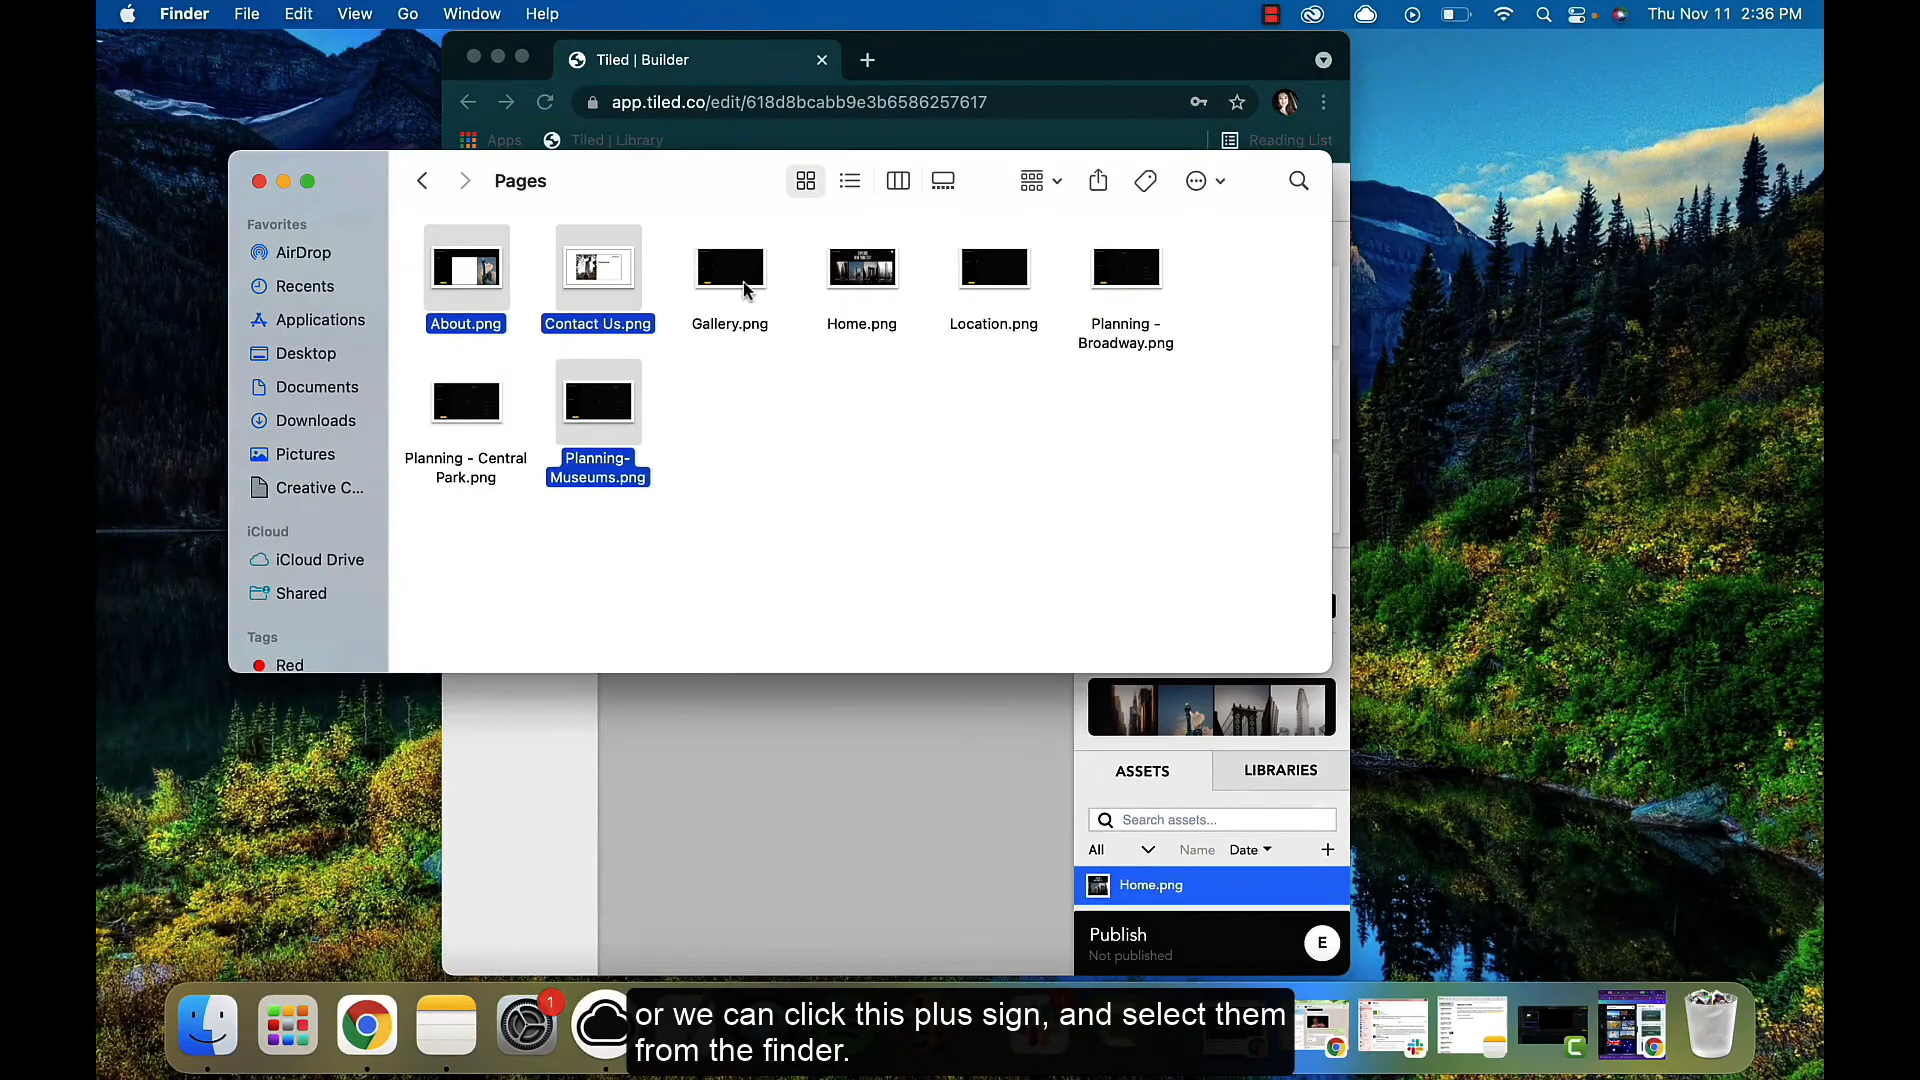 Finder File Edit View Go Window Help
Thu Nov 11 2:36 PM
Tiled | Builder
app.tiled.co/edit/618d8bcabb9e3b6586257617
Apps Tiled | Library
Reading List
Pages
Favorites
AirDrop
Recents
Applications
Desktop
Documents
Downloads
Pictures
Creative C...
iCloud
iCloud Drive
Shared
Tags
Red
About.png
Contact Us.png
Gallery.png
Home.png
Location.png
Planning -
Broadway.png
Planning - Central
Park.png
Planning-
Museums.png
ASSETS
LIBRARIES
Search assets...
All
Name
Date
Home.png
Publish
Not published
E
1
or we can click this plus sign, and select them
from the finder.